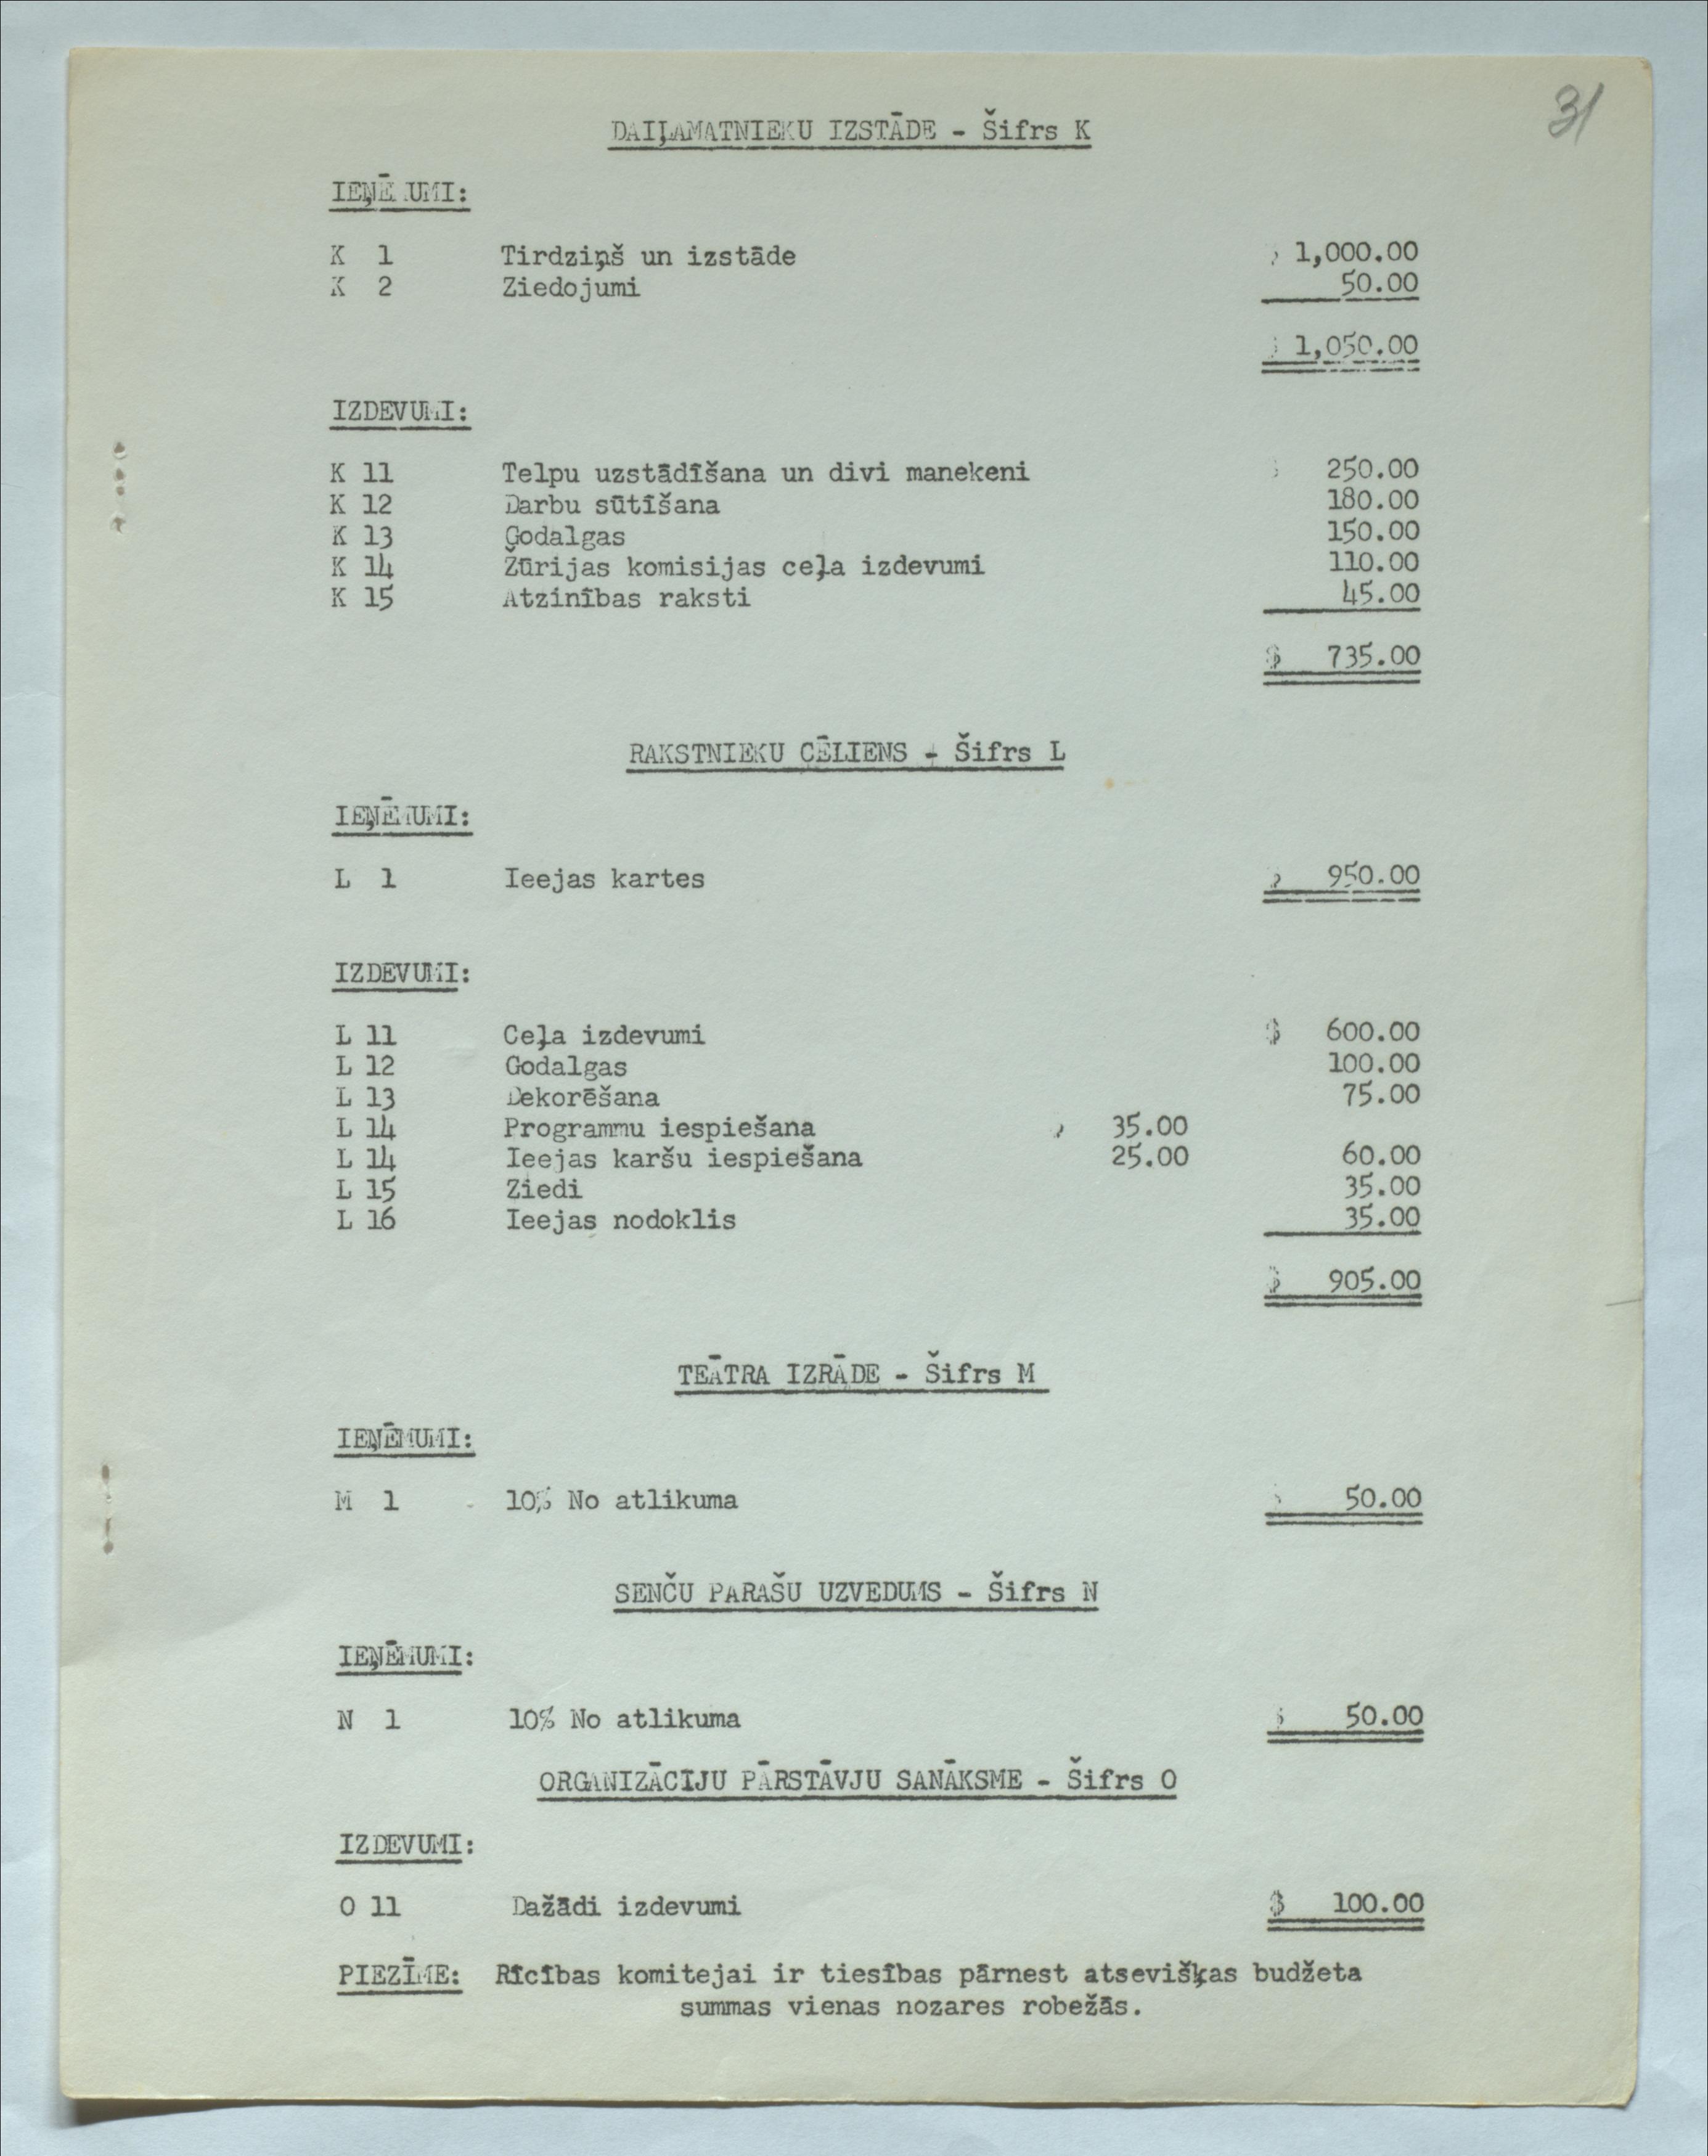 31
DAIĻAMATNIEKU IZSTĀDE - Šifrs K
IEŅĒMUMI:
K 1 Tirdziņš un izstāde $ 1,000.00
K 2 Ziedojumi 50.00
$ 1,050.00
IZDEVUMI:
K 11 Telpu uzstādīšana un divi manekeni $ 250.00
K 12 Darbu sūtīšana 180.00
K 13 Godalgas 150.00
K 14 Žūrijas komisijas ceļa izdevumi 110.00
K 15 Atzinības raksti 45.00
$ 735.00
RAKSTNIEKU CĒLIENS - Šifrs L
IEŅĒMUMI:
L 1 Ieejas kartes $ 950.00
IZDEVUMI:
L 11 Ceļa izdevumi $ 600.00
L 12 Godalgas 100.00
L 13 Dekorēšana 75.00
L 14 Programmu iespiešana $ 35.00
L 14 Ieejas karšu iespiešana 25.00 60.00
L 15 Ziedi 35.00
L 16 Ieejas nodoklis 35.00
$ 905.00
TEĀTRA IZRĀDE - Šifrs M
IEŅĒMUMI:
M 1 10% No atlikuma $ 50.00
SENČU PARAŠU UZVEDUMS - Šifrs N
IEŅĒMUMI:
N 1 10% No atlikuma $ 50.00
ORGANIZĀCIJU PĀRSTĀVJU SANĀKSME - Šifrs O
IZDEVUMI:
O 11 Dažādi izdevumi $ 100.00
PIEZĪME: Rīcības komitejai ir tiesības pārnest atsevišķas budžeta
summas vienas nozares robežās.